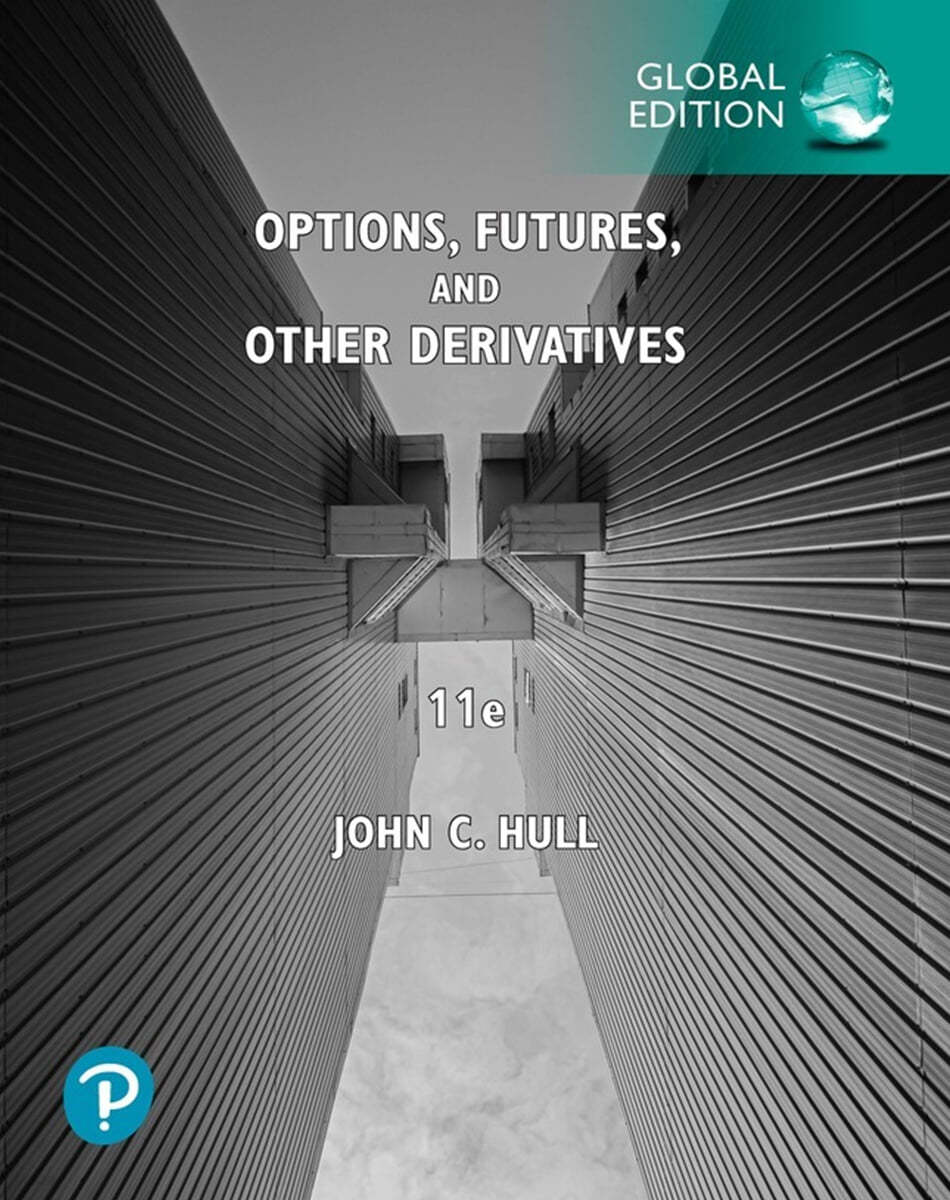 GLOBAL
EDITION
OPTIONS, FUTURES,
AND
OTHER DERIVATIVES
11e
JOHN C. HULL
P